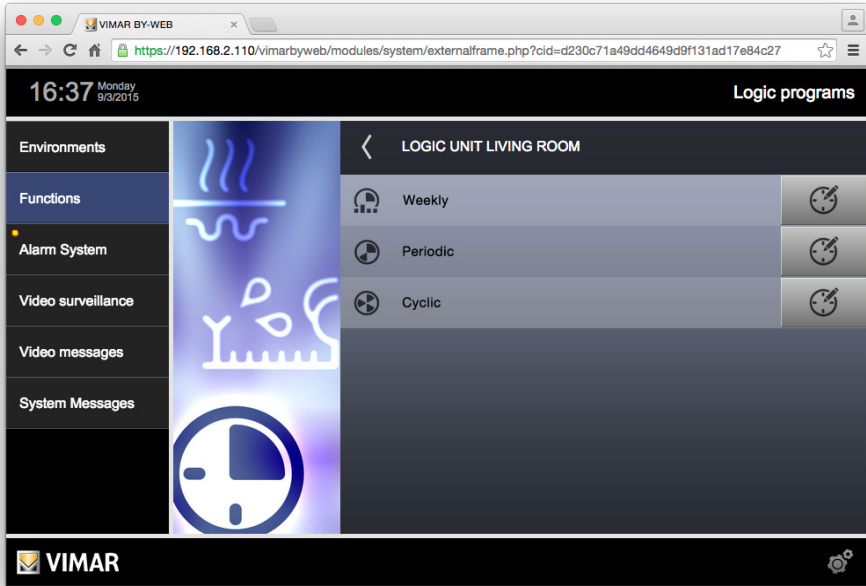 VIMAR BY-WEB
https://192.168.2.110/vimarbyweb/modules/system/externalframe.php?cid=d230c71a49dd4649d9f131ad17e84c27
16:37 Monday
9/3/2015
Logic programs
Environments
LOGIC UNIT LIVING ROOM
Functions
Weekly
Alarm System
Periodic
Video surveillance
Cyclic
Video messages
System Messages
VIMAR